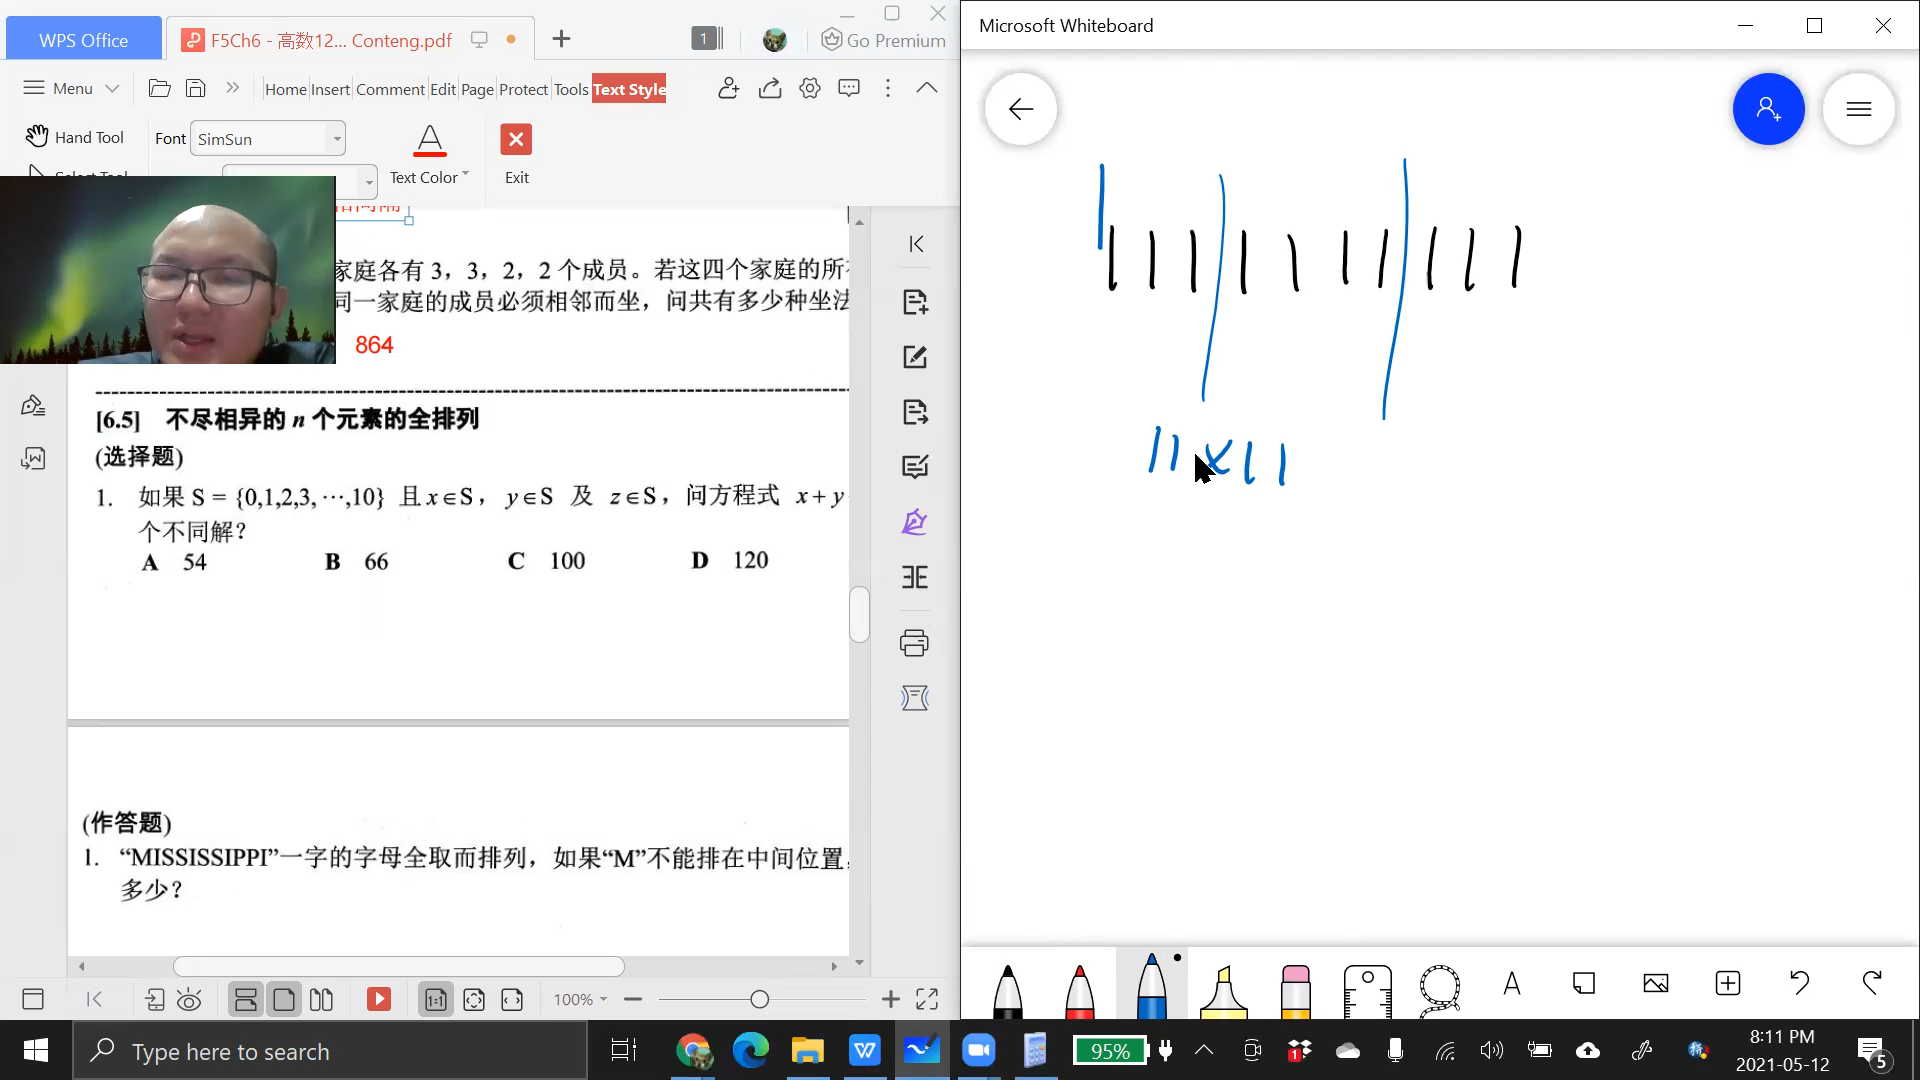 WPS Office
F5Ch6 - 高数12... Conteng.pdf
1
Go Premium
Menu
Home Insert Comment Edit Page Protect Tools Text Style
Hand Tool
Font SimSun
Text Color
Exit
家庭各有 3，3，2，2 个成员。若这四个家庭的所
同一家庭的成员必须相邻而坐，问共有多少种坐法
864
[6.5] 不尽相异的 n 个元素的全排列
(选择题)
1. 如果 S = {0,1,2,3, ⋯,10} 且 x∈S， y∈S 及 z∈S，问方程式 x+y
个不同解？
A 54 B 66 C 100 D 120
(作答题)
1. “MISSISSIPPI”一字的字母全取而排列，如果“M”不能排在中间位置，
多少？
100%
Microsoft Whiteboard
Type here to search
95%
8:11 PM
2021-05-12
5